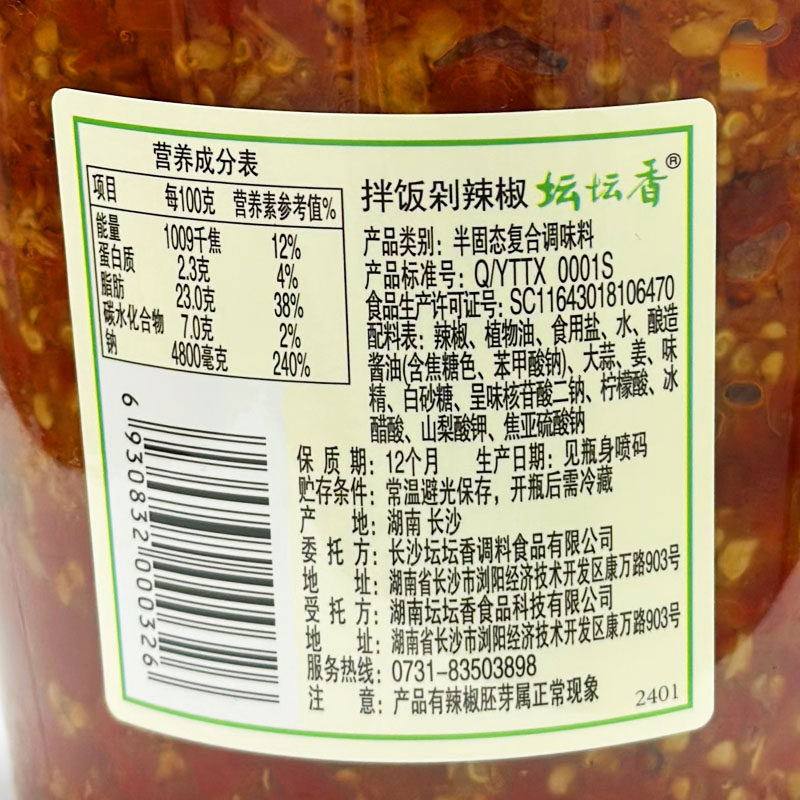 营养成分表
项目 每100克 营养素参考值%
能量 1009千焦 12%
蛋白质 2.3克 4%
脂肪 23.0克 38%
碳水化合物 7.0克 2%
钠 4800毫克 240%
6 930832 000326
拌饭剁辣椒 坛坛香®
产品类别：半固态复合调味料
产品标准号：Q/YTTX 0001S
食品生产许可证号：SC11643018106470
配料表：辣椒、植物油、食用盐、水、酿造
酱油(含焦糖色、苯甲酸钠)、大蒜、姜、味
精、白砂糖、呈味核苷酸二钠、柠檬酸、冰
醋酸、山梨酸钾、焦亚硫酸钠
保质期：12个月 生产日期：见瓶身喷码
贮存条件：常温避光保存，开瓶后需冷藏
产地：湖南 长沙
委托方：长沙坛坛香调料食品有限公司
地址：湖南省长沙市浏阳经济技术开发区康万路903号
受托方：湖南坛坛香食品科技有限公司
地址：湖南省长沙市浏阳经济技术开发区康万路903号
服务热线：0731-83503898
注意：产品有辣椒胚芽属正常现象
2401